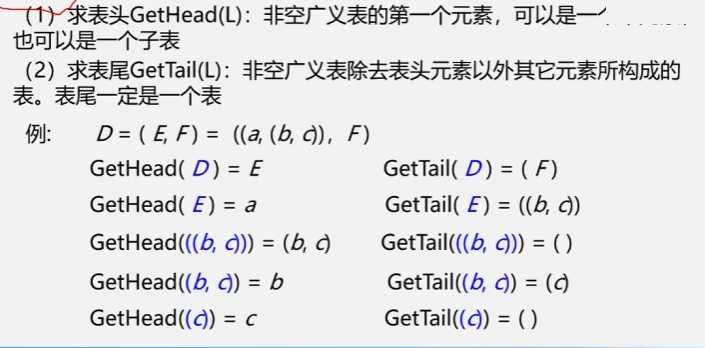 (1)求表头GetHead(L):非空广义表的第一个元素,可以是一个
也可以是一个子表
(2)求表尾GetTail(L):非空广义表除去表头元素以外其它元素所构成的
表。表尾一定是一个表
例: D = ( E, F ) = ((a, (b, c)), F )
GetHead( D ) = E GetTail( D ) = ( F )
GetHead( E ) = a GetTail( E ) = ((b, c))
GetHead(((b, c))) = (b, c) GetTail(((b, c))) = ( )
GetHead((b, c)) = b GetTail((b, c)) = (c)
GetHead((c)) = c GetTail((c)) = ( )